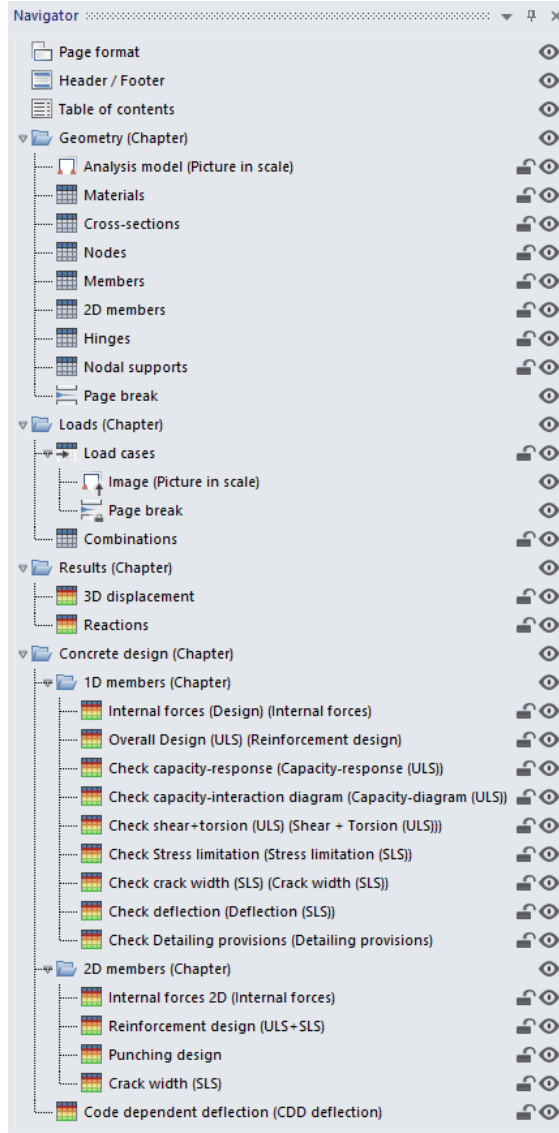 Navigator
Page format
Header / Footer
Table of contents
Geometry (Chapter)
Analysis model (Picture in scale)
Materials
Cross-sections
Nodes
Members
2D members
Hinges
Nodal supports
Page break
Loads (Chapter)
Load cases
Image (Picture in scale)
Page break
Combinations
Results (Chapter)
3D displacement
Reactions
Concrete design (Chapter)
1D members (Chapter)
Internal forces (Design) (Internal forces)
Overall Design (ULS) (Reinforcement design)
Check capacity-response (Capacity-response (ULS))
Check capacity-interaction diagram (Capacity-diagram (ULS))
Check shear+torsion (ULS) (Shear + Torsion (ULS)))
Check Stress limitation (Stress limitation (SLS))
Check crack width (SLS) (Crack width (SLS))
Check deflection (Deflection (SLS))
Check Detailing provisions (Detailing provisions)
2D members (Chapter)
Internal forces 2D (Internal forces)
Reinforcement design (ULS+SLS)
Punching design
Crack width (SLS)
Code dependent deflection (CDD deflection)